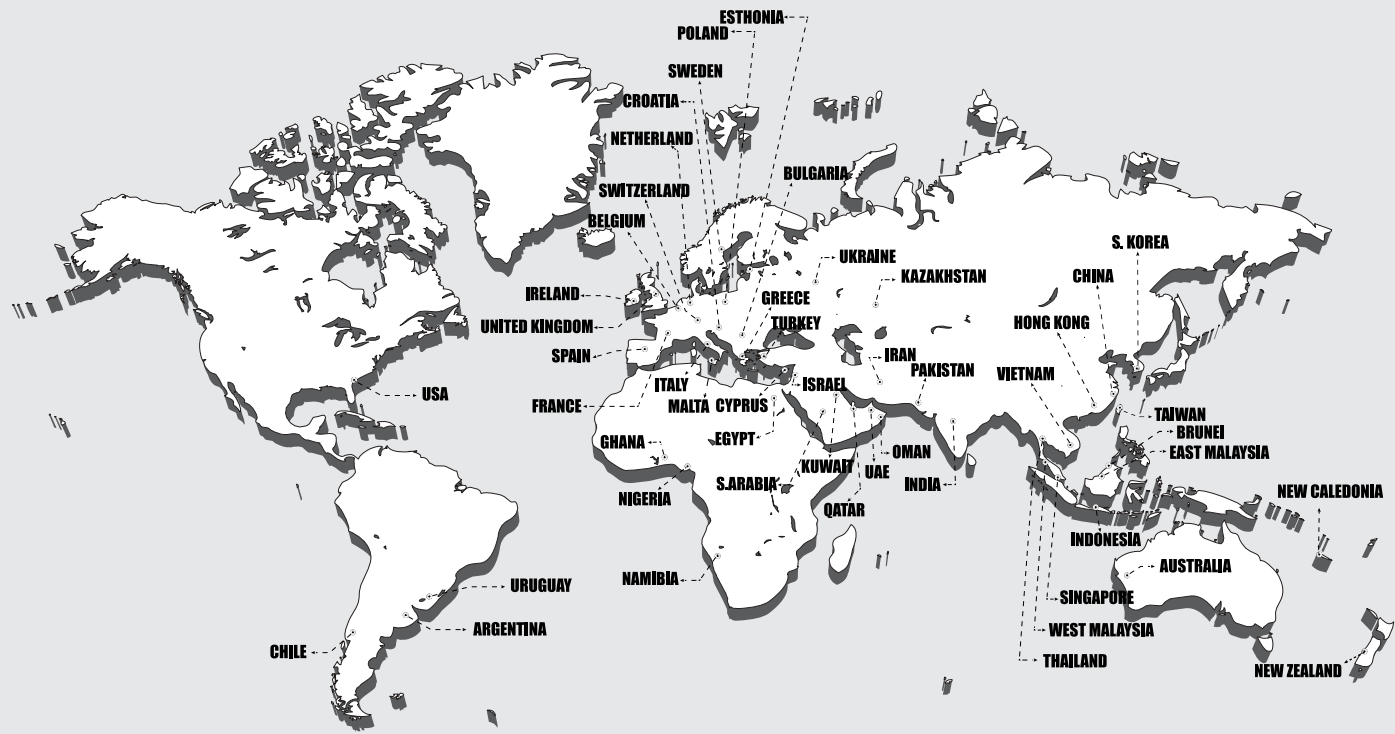 ESTHONIA
POLAND
SWEDEN
CROATIA
NETHERLAND
BULGARIA
SWITZERLAND
BELGIUM
S. KOREA
UKRAINE
KAZAKHSTAN
CHINA
IRELAND
GREECE
UNITED KINGDOM
TURKEY
HONG KONG
SPAIN
IRAN
PAKISTAN
VIETNAM
ITALY
ISRAEL
USA
FRANCE
MALTA
CYPRUS
TAIWAN
BRUNEI
GHANA
EGYPT
OMAN
EAST MALAYSIA
KUWAIT
UAE
NIGERIA
S.ARABIA
INDIA
NEW CALEDONIA
QATAR
INDONESIA
NAMIBIA
AUSTRALIA
URUGUAY
SINGAPORE
ARGENTINA
WEST MALAYSIA
CHILE
THAILAND
NEW ZEALAND